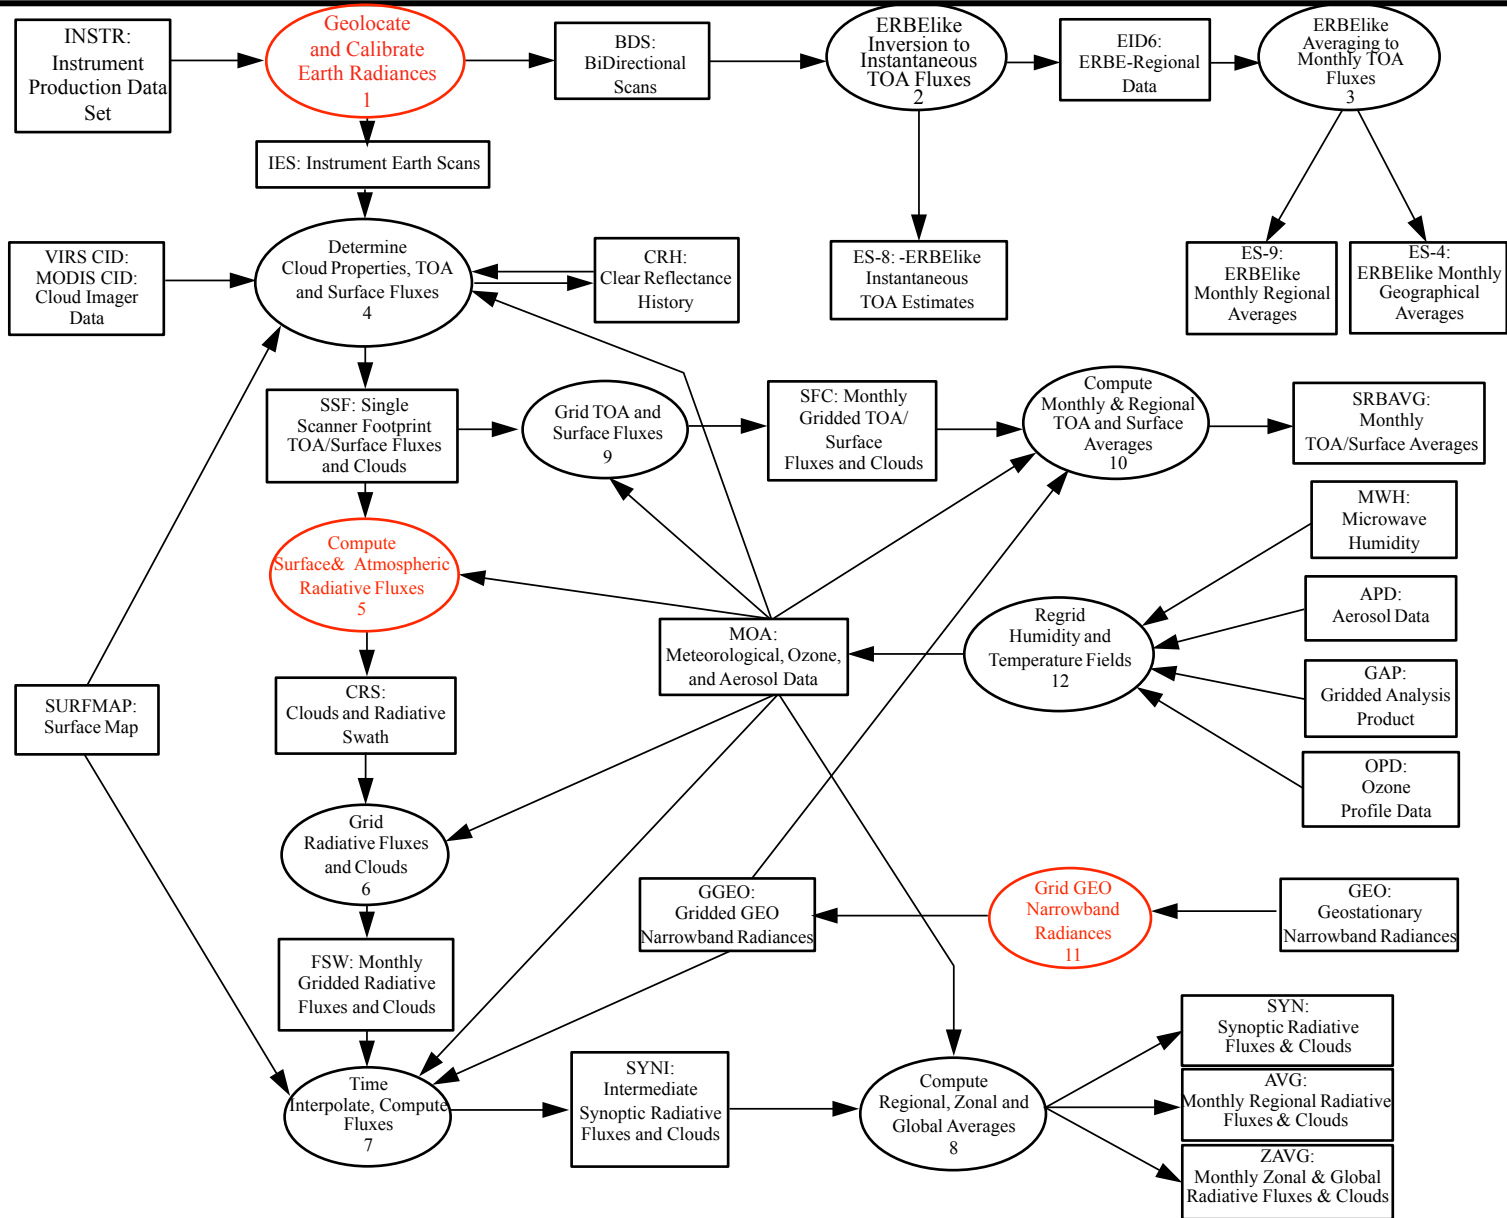 INSTR:
Instrument
Production Data
Set
Geolocate
and Calibrate
Earth Radiances
1
BDS:
BiDirectional
Scans
ERBElike
Inversion to
Instantaneous
TOA Fluxes
2
EID6:
ERBE-Regional
Data
ERBElike
Averaging to
Monthly TOA
Fluxes
3
IES: Instrument Earth Scans
VIRS CID:
MODIS CID:
Cloud Imager
Data
Determine
Cloud Properties, TOA
and Surface Fluxes
4
CRH:
Clear Reflectance
History
ES-8: -ERBElike
Instantaneous
TOA Estimates
ES-9:
ERBElike
Monthly Regional
Averages
ES-4:
ERBElike Monthly
Geographical
Averages
SSF: Single
Scanner Footprint
TOA/Surface Fluxes
and Clouds
Grid TOA and
Surface Fluxes
9
SFC: Monthly
Gridded TOA/
Surface
Fluxes and Clouds
Compute
Monthly & Regional
TOA and Surface
Averages
10
SRBAVG:
Monthly
TOA/Surface Averages
Compute
Surface& Atmospheric
Radiative Fluxes
5
MWH:
Microwave
Humidity
APD:
Aerosol Data
Regrid
Humidity and
Temperature Fields
12
MOA:
Meteorological, Ozone,
and Aerosol Data
GAP:
Gridded Analysis
Product
SURFMAP:
Surface Map
CRS:
Clouds and Radiative
Swath
OPD:
Ozone
Profile Data
Grid
Radiative Fluxes
and Clouds
6
GGEO:
Gridded GEO
Narrowband Radiances
Grid GEO
Narrowband
Radiances
11
GEO:
Geostationary
Narrowband Radiances
FSW: Monthly
Gridded Radiative
Fluxes and Clouds
Time
Interpolate, Compute
Fluxes
7
SYNI:
Intermediate
Synoptic Radiative
Fluxes and Clouds
Compute
Regional, Zonal and
Global Averages
8
SYN:
Synoptic Radiative
Fluxes & Clouds
AVG:
Monthly Regional Radiative
Fluxes & Clouds
ZAVG:
Monthly Zonal & Global
Radiative Fluxes & Clouds